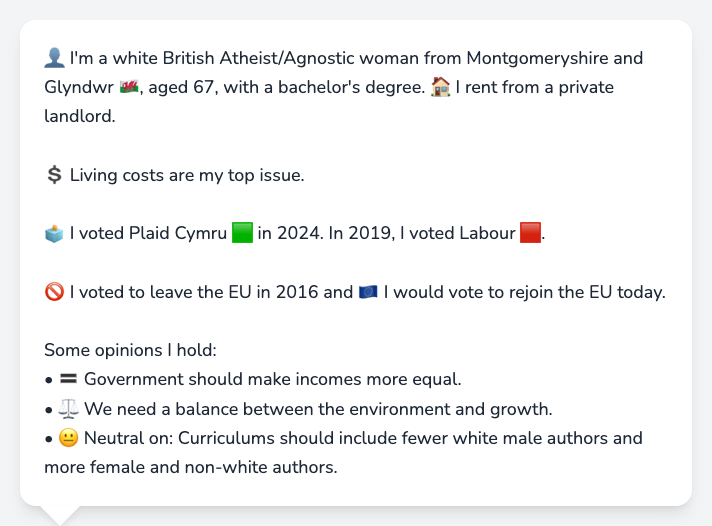 👤 I'm a white British Atheist/Agnostic woman from Montgomeryshire and
Glyndwr 🏴󠁧󠁢󠁷󠁬󠁳󠁿, aged 67, with a bachelor's degree. 🏠 I rent from a private
landlord.
💲 Living costs are my top issue.
🗳️ I voted Plaid Cymru 🟩 in 2024. In 2019, I voted Labour 🟥.
🚫 I voted to leave the EU in 2016 and 🇪🇺 I would vote to rejoin the EU today.
Some opinions I hold:
• 🟰 Government should make incomes more equal.
• ⚖️ We need a balance between the environment and growth.
• 😐 Neutral on: Curriculums should include fewer white male authors and
more female and non-white authors.